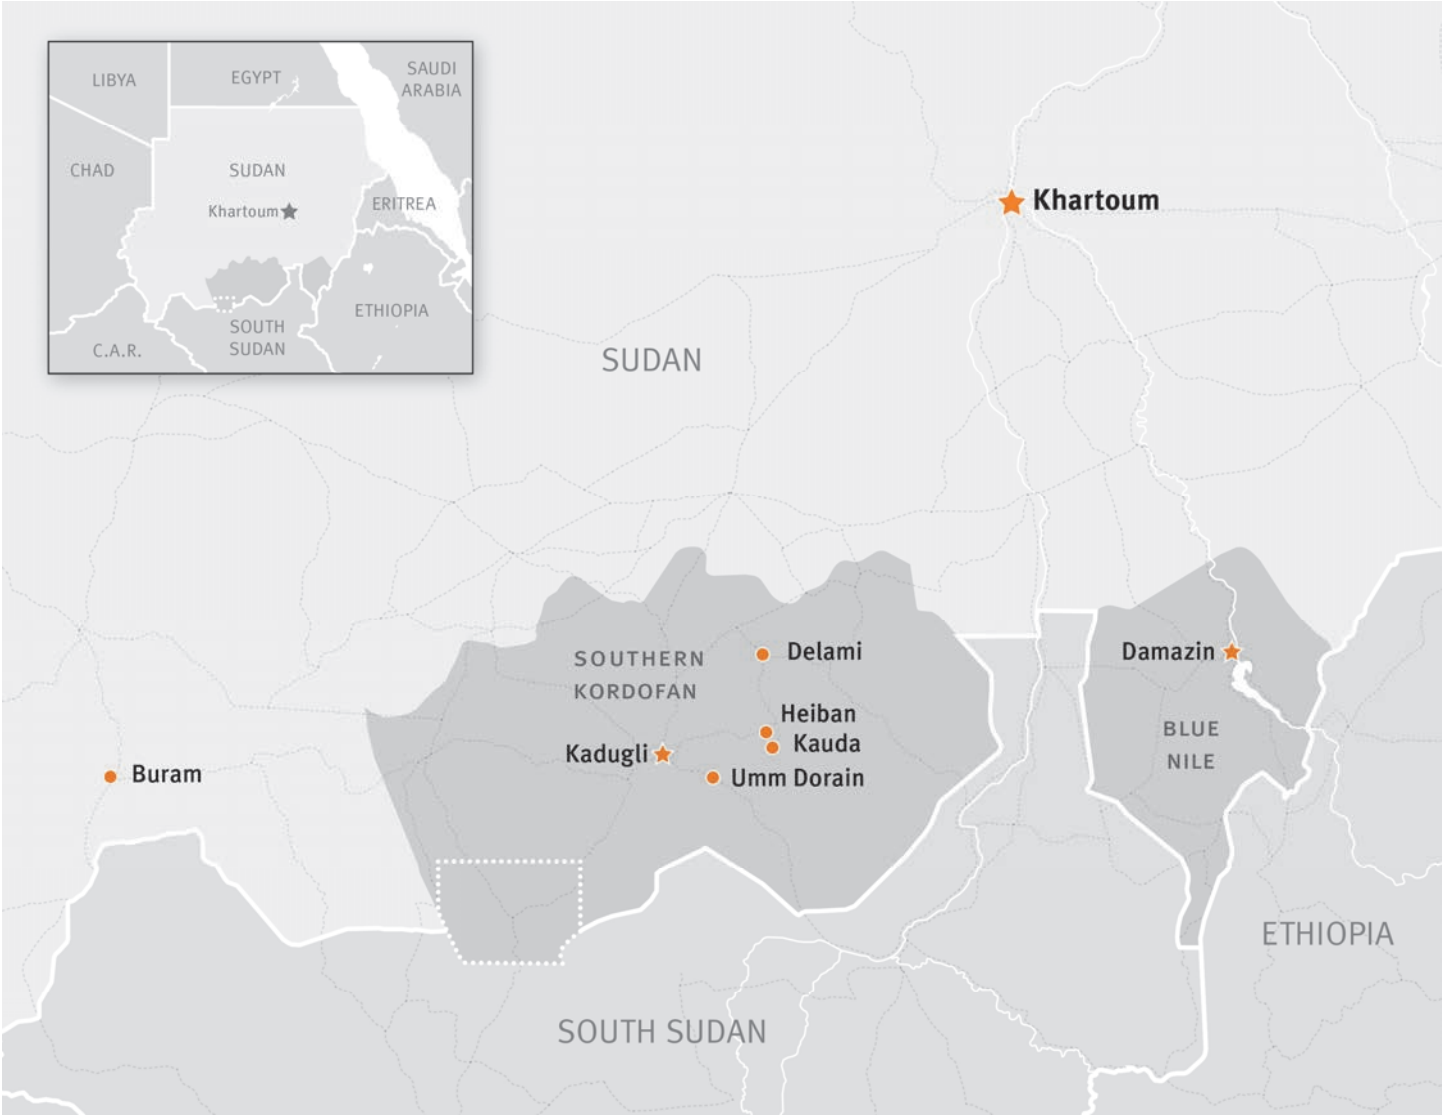 LIBYA
EGYPT
SAUDI
ARABIA
CHAD
SUDAN
Khartoum
ERITREA
ETHIOPIA
SOUTH
SUDAN
C.A.R.
Khartoum
SUDAN
SOUTHERN
KORDOFAN
Delami
Heiban
Kauda
Kadugli
Umm Dorain
Buram
Damazin
BLUE
NILE
ETHIOPIA
SOUTH SUDAN